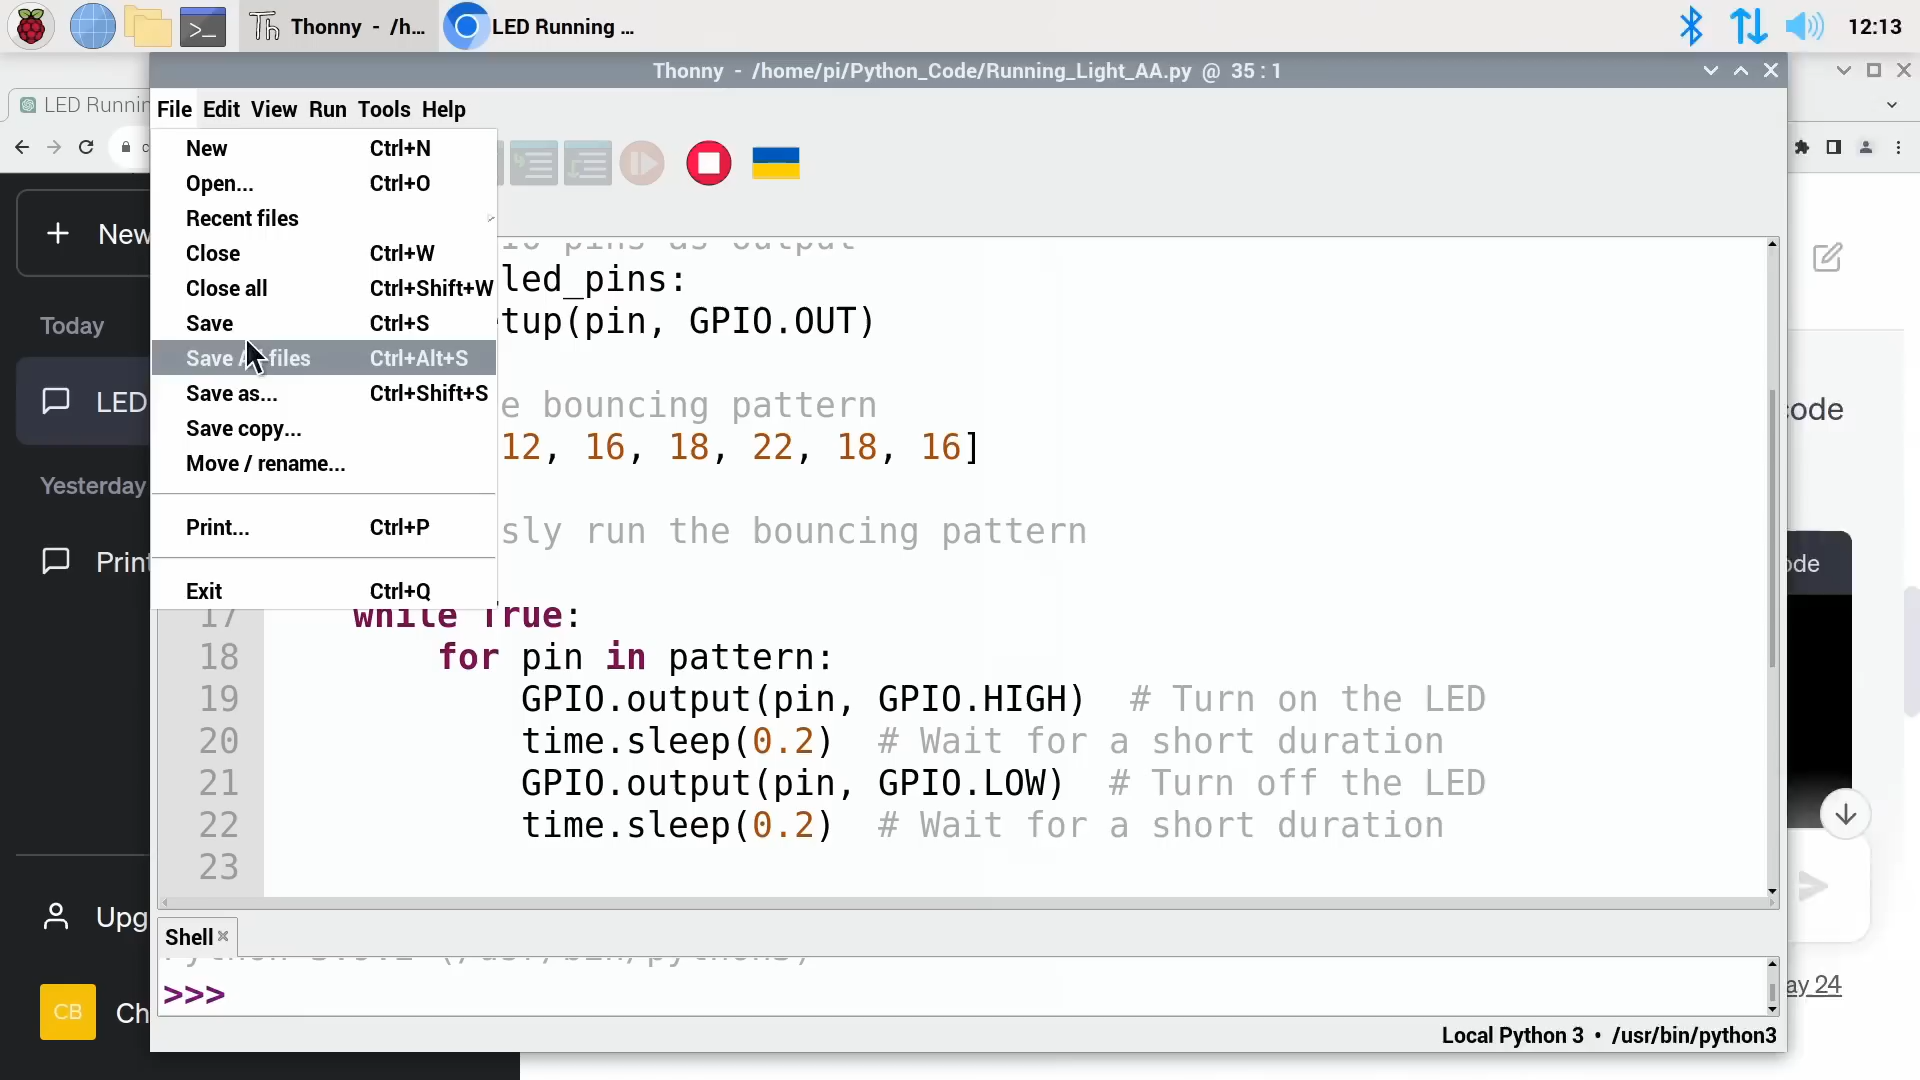 Thonny - /h...
LED Running ...
12:13
Thonny - /home/pi/Python_Code/Running_Light_AA.py @ 35 : 1
LED Runnin
File Edit View Run Tools Help
New Ctrl+N
Open... Ctrl+O
Recent files
Close Ctrl+W
Close all Ctrl+Shift+W
Save Ctrl+S
Save files Ctrl+Alt+S
Save as... Ctrl+Shift+S
Save copy...
Move / rename...
Print... Ctrl+P
Exit Ctrl+Q
+ New
Today
LED
Yesterday
Print
Upg
CB Ch
pins as output
led_pins:
tup(pin, GPIO.OUT)
e bouncing pattern
12, 16, 18, 22, 18, 16]
sly run the bouncing pattern
17 while True:
18 for pin in pattern:
19 GPIO.output(pin, GPIO.HIGH) # Turn on the LED
20 time.sleep(0.2) # Wait for a short duration
21 GPIO.output(pin, GPIO.LOW) # Turn off the LED
22 time.sleep(0.2) # Wait for a short duration
23
Shell
>>>
Local Python 3 • /usr/bin/python3
code
ode
ay 24